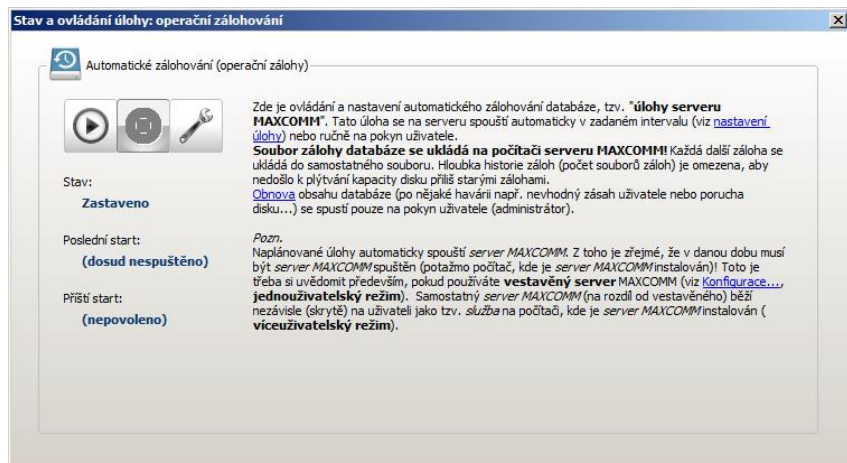 Stav a ovládání úlohy: operační zálohování
Automatické zálohování (operační zálohy)
Stav:
Zastaveno
Poslední start:
(dosud nespuštěno)
Příští start:
(nepovoleno)
Zde je ovládání a nastavení automatického zálohování databáze, tzv. "úlohy serveru
MAXCOMM". Tato úloha se na serveru spouští automaticky v zadaném intervalu (viz nastavení
úlohy) nebo ručně na pokyn uživatele.
Soubor zálohy databáze se ukládá na počítači serveru MAXCOMM! Každá další záloha se
ukládá do samostatného souboru. Hloubka historie záloh (počet souborů záloh) je omezena, aby
nedošlo k plýtvání kapacity disku příliš starými zálohami.
Obnova obsahu databáze (po nějaké havárii např. nevhodný zásah uživatele nebo porucha
disku...) se spustí pouze na pokyn uživatele (administrátor).
Pozn.
Naplánované úlohy automaticky spouští server MAXCOMM. Z toho je zřejmé, že v danou dobu musí
být server MAXCOMM spuštěn (potažmo počítač, kde je server MAXCOMM instalován)! Toto je
třeba si uvědomit především, pokud používáte vestavěný server MAXCOMM (viz Konfigurace...,
jednouživatelský režim). Samostatný server MAXCOMM (na rozdíl od vestavěného) běží
nezávisle (skrytě) na uživateli jako tzv. služba na počítači, kde je server MAXCOMM instalován (
víceuživatelský režim).